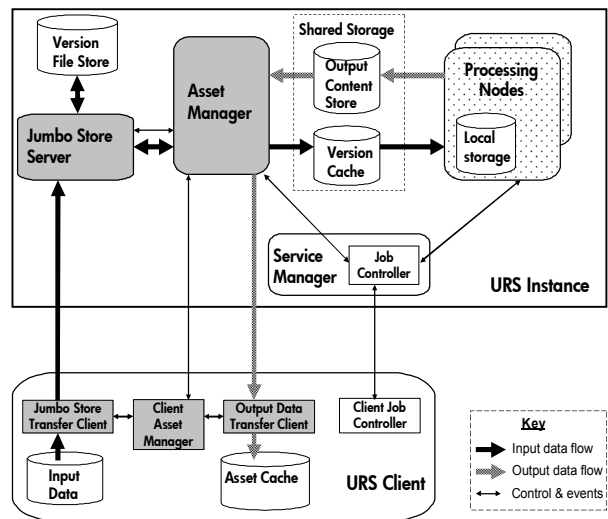 Version
File Store
Asset
Manager
Shared Storage
Output
Content
Store
Processing
Nodes
Jumbo Store
Server
Version
Cache
Local
storage
Service
Manager
Job
Controller
URS Instance
Jumbo Store
Transfer Client
Client
Asset
Manager
Output Data
Transfer Client
Client Job
Controller
Input
Data
Asset Cache
URS Client
Key
Input data flow
Output data flow
Control & events